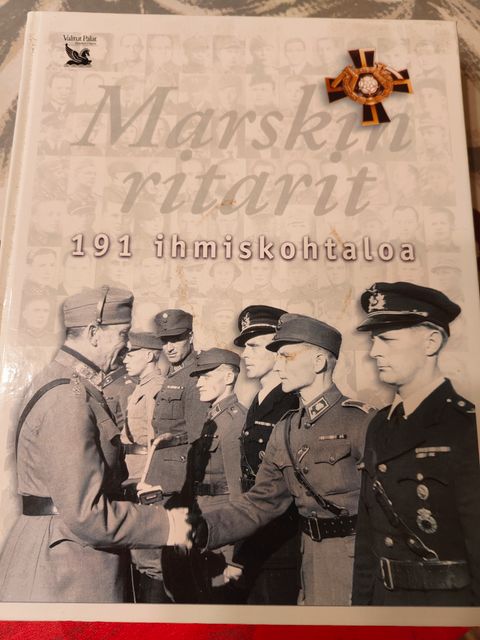 Valitut Palat
Marskin
ritarit
191 ihmiskohtaloa